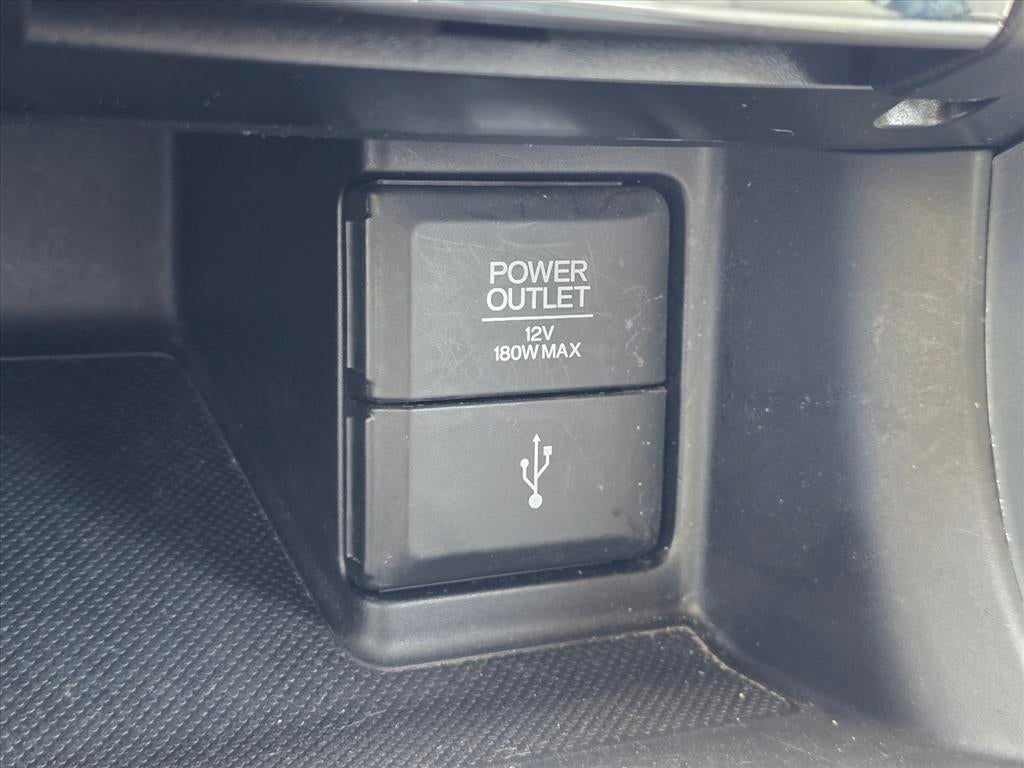 POWER
OUTLET
12V
180W MAX